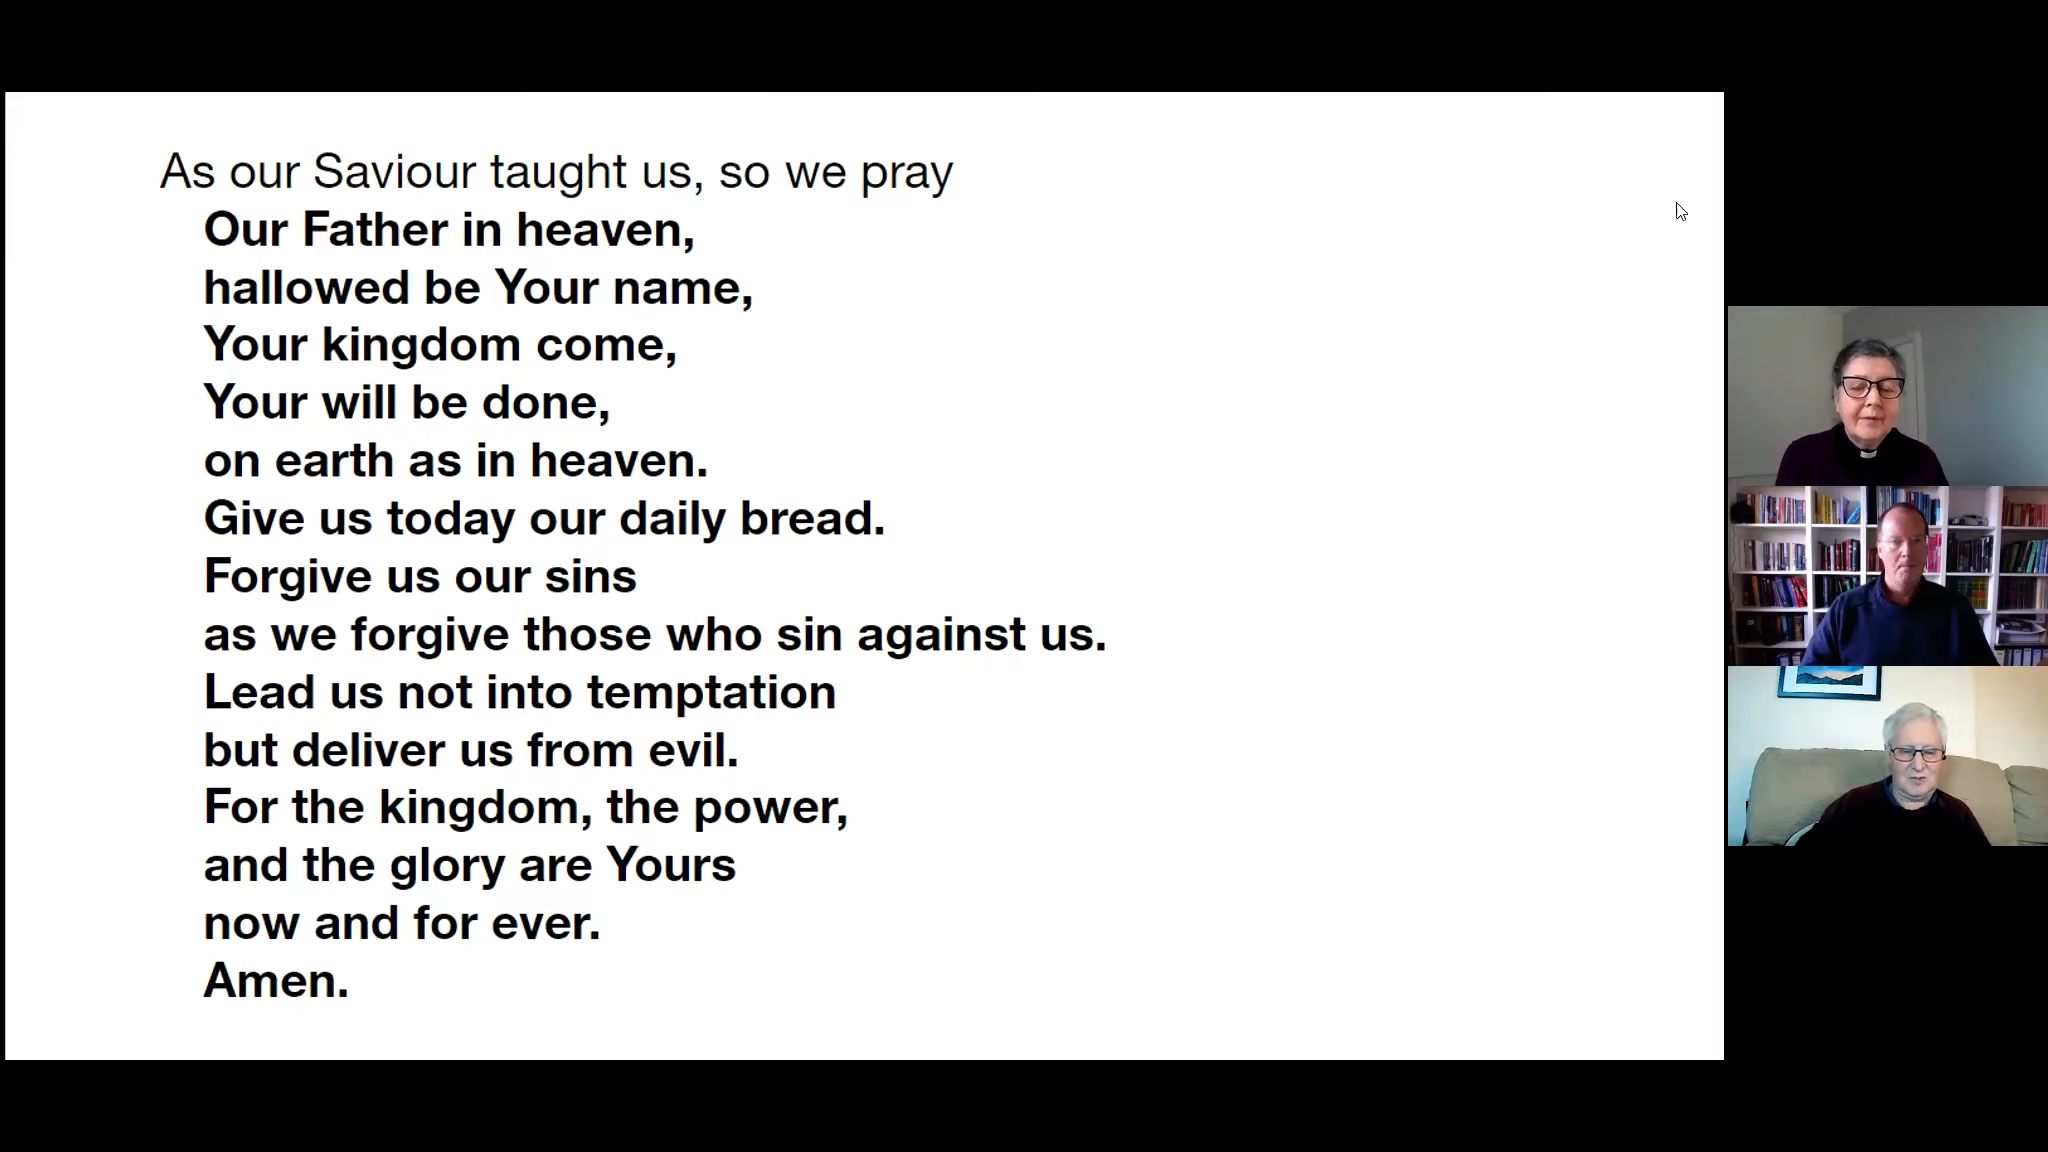 As our Saviour taught us, so we pray
Our Father in heaven,
hallowed be Your name,
Your kingdom come,
Your will be done,
on earth as in heaven.
Give us today our daily bread.
Forgive us our sins
as we forgive those who sin against us.
Lead us not into temptation
but deliver us from evil.
For the kingdom, the power,
and the glory are Yours
now and for ever.
Amen.